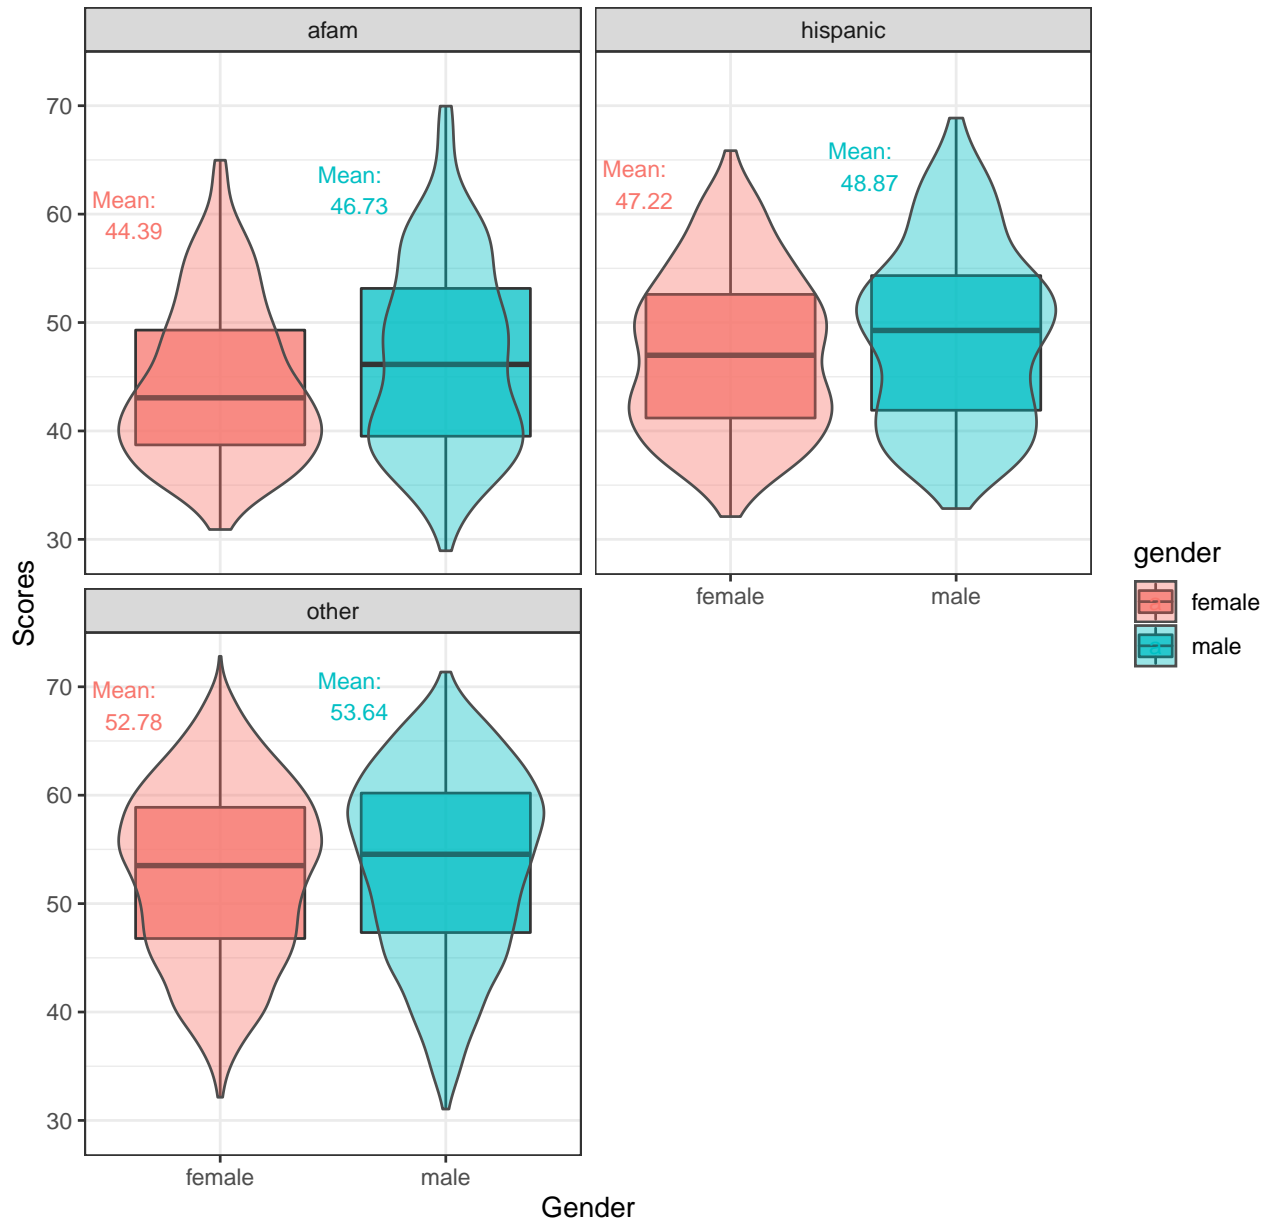 afam
hispanic
70
60
50
40
30
Mean:
44.39
Mean:
46.73
Mean:
47.22
Mean:
48.87
female
male
other
70
60
50
40
30
Mean:
52.78
Mean:
53.64
female
male
Scores
Gender
gender
a female
a male